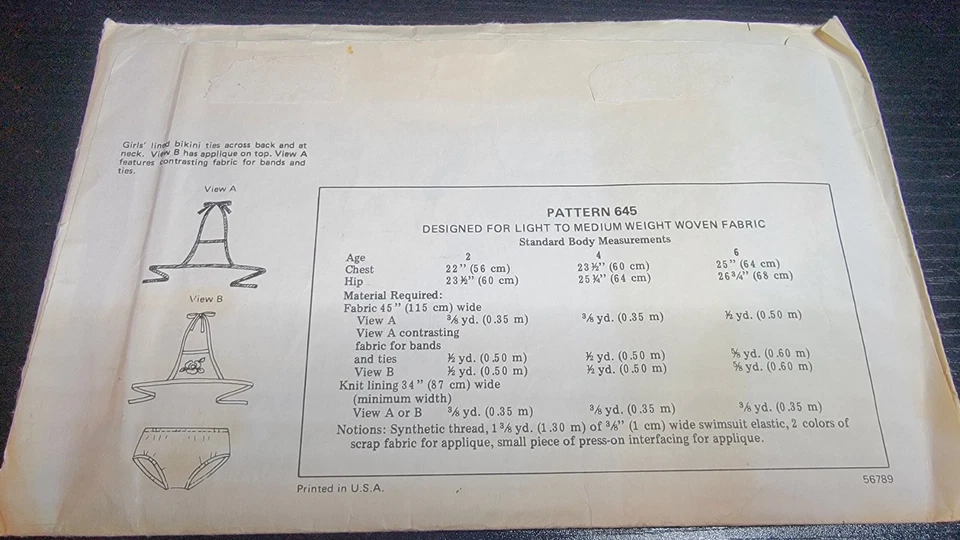 Girls' lined bikini ties across back and at
neck. View B has applique on top. View A
features contrasting fabric for bands and
ties.
View A
View B
PATTERN 645
DESIGNED FOR LIGHT TO MEDIUM WEIGHT WOVEN FABRIC
Standard Body Measurements
Age 2 4 6
Chest 22" (56 cm) 23 ½" (60 cm) 25" (64 cm)
Hip 23 ½" (60 cm) 25 ¼" (64 cm) 26 ¾" (68 cm)
Material Required:
Fabric 45" (115 cm) wide
View A ⅜ yd. (0.35 m) ⅜ yd. (0.35 m) ½ yd. (0.50 m)
View A contrasting
fabric for bands
and ties ½ yd. (0.50 m) ½ yd. (0.50 m) ⅝ yd. (0.60 m)
View B ½ yd. (0.50 m) ½ yd. (0.50 m) ⅝ yd. (0.60 m)
Knit lining 34" (87 cm) wide
(minimum width)
View A or B ⅜ yd. (0.35 m) ⅜ yd. (0.35 m) ⅜ yd. (0.35 m)
Notions: Synthetic thread, 1⅜ yd. (1.30 m) of ⅜" (1 cm) wide swimsuit elastic, 2 colors of
scrap fabric for applique, small piece of press-on interfacing for applique.
Printed in U.S.A.
56789